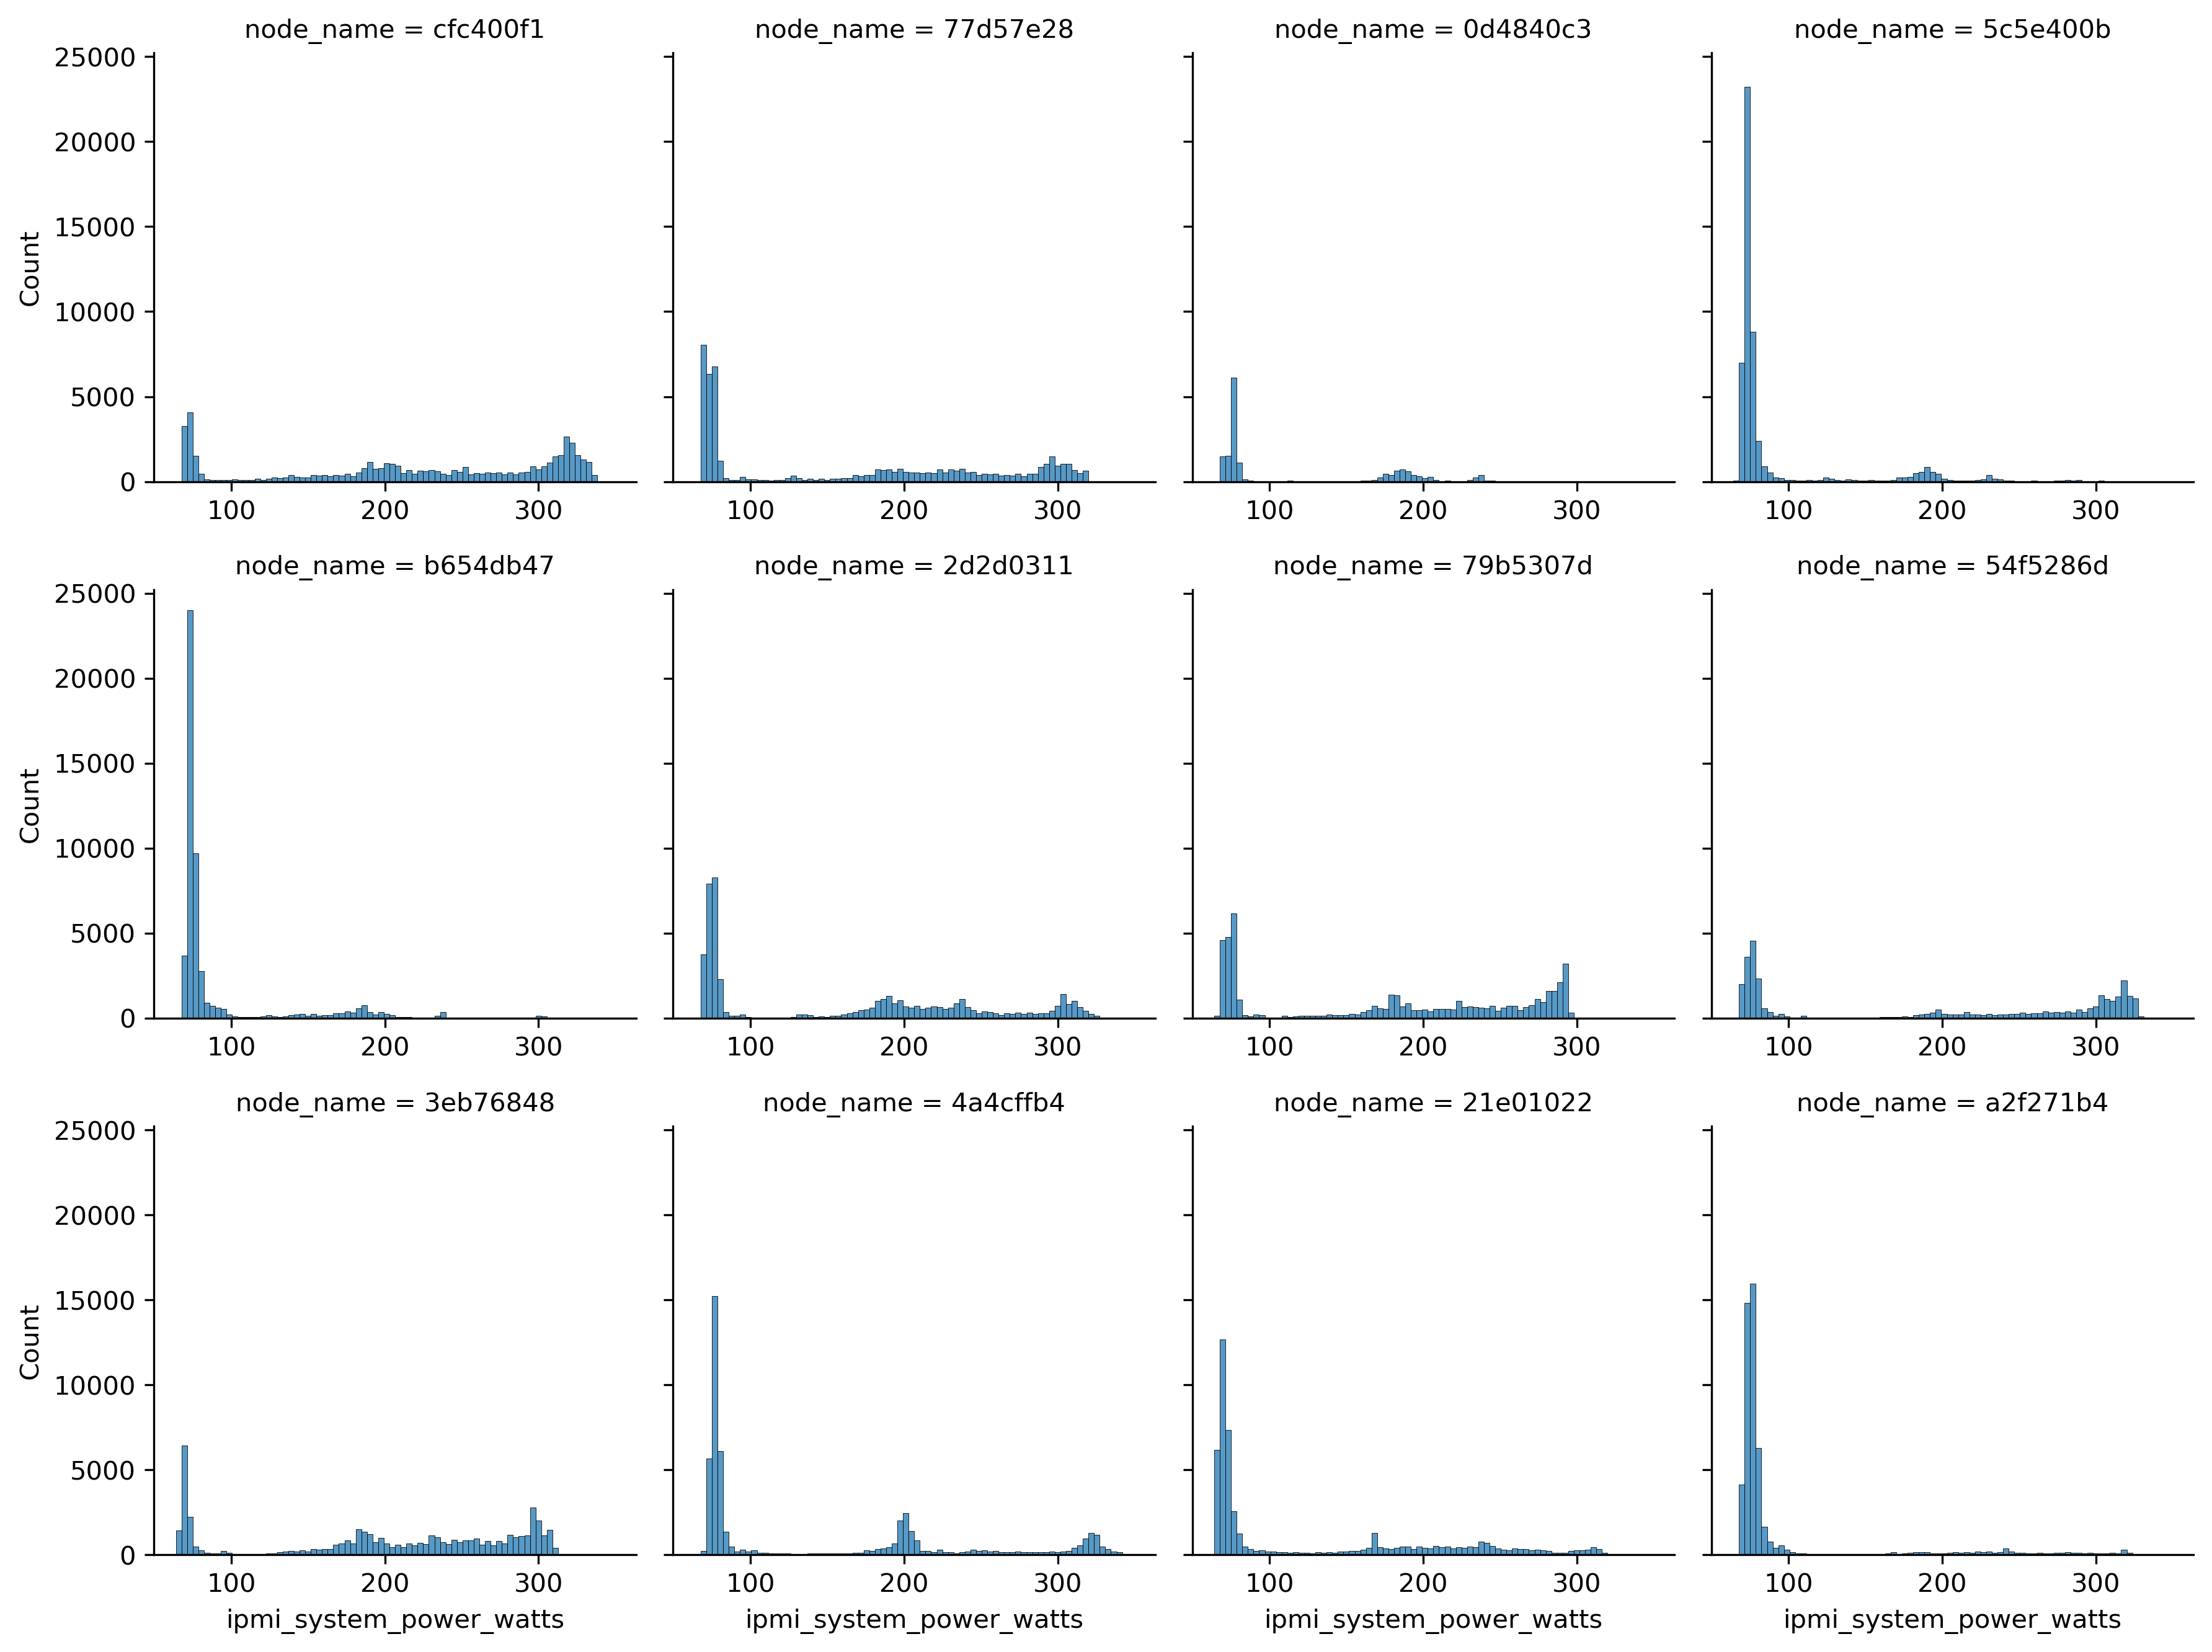 node_name = cfc400f1
node_name = 77d57e28
node_name = 0d4840c3
node_name = 5c5e400b
25000
20000
15000
10000
5000
0
Count
100 200 300
100 200 300
100 200 300
100 200 300
node_name = b654db47
node_name = 2d2d0311
node_name = 79b5307d
node_name = 54f5286d
25000
20000
15000
10000
5000
0
Count
100 200 300
100 200 300
100 200 300
100 200 300
node_name = 3eb76848
node_name = 4a4cffb4
node_name = 21e01022
node_name = a2f271b4
25000
20000
15000
10000
5000
0
Count
100 200 300
100 200 300
100 200 300
100 200 300
ipmi_system_power_watts
ipmi_system_power_watts
ipmi_system_power_watts
ipmi_system_power_watts